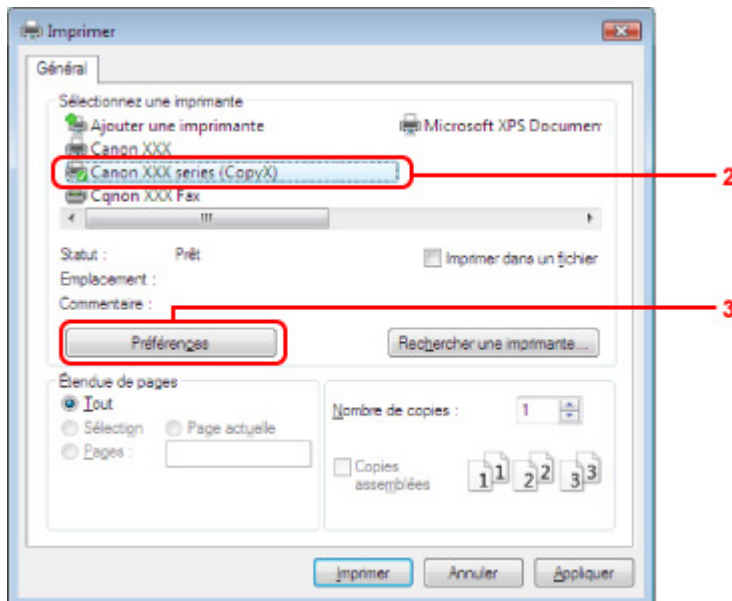 Imprimer
Général
Sélectionnez une imprimante
Ajouter une imprimante
Microsoft XPS Documen
Canon XXX
Canon XXX series (CopyX)
2
Cqnon XXX Fax
Statut : Prêt
Imprimer dans un fichier
Emplacement :
Commentaire :
3
Préférences
Rechercher une imprimante...
Étendue de pages
Tout
Nombre de copies : 1
Sélection Page actuelle
Pages :
Copies assemblées
1 1 2 2 3 3
Imprimer Annuler Appliquer